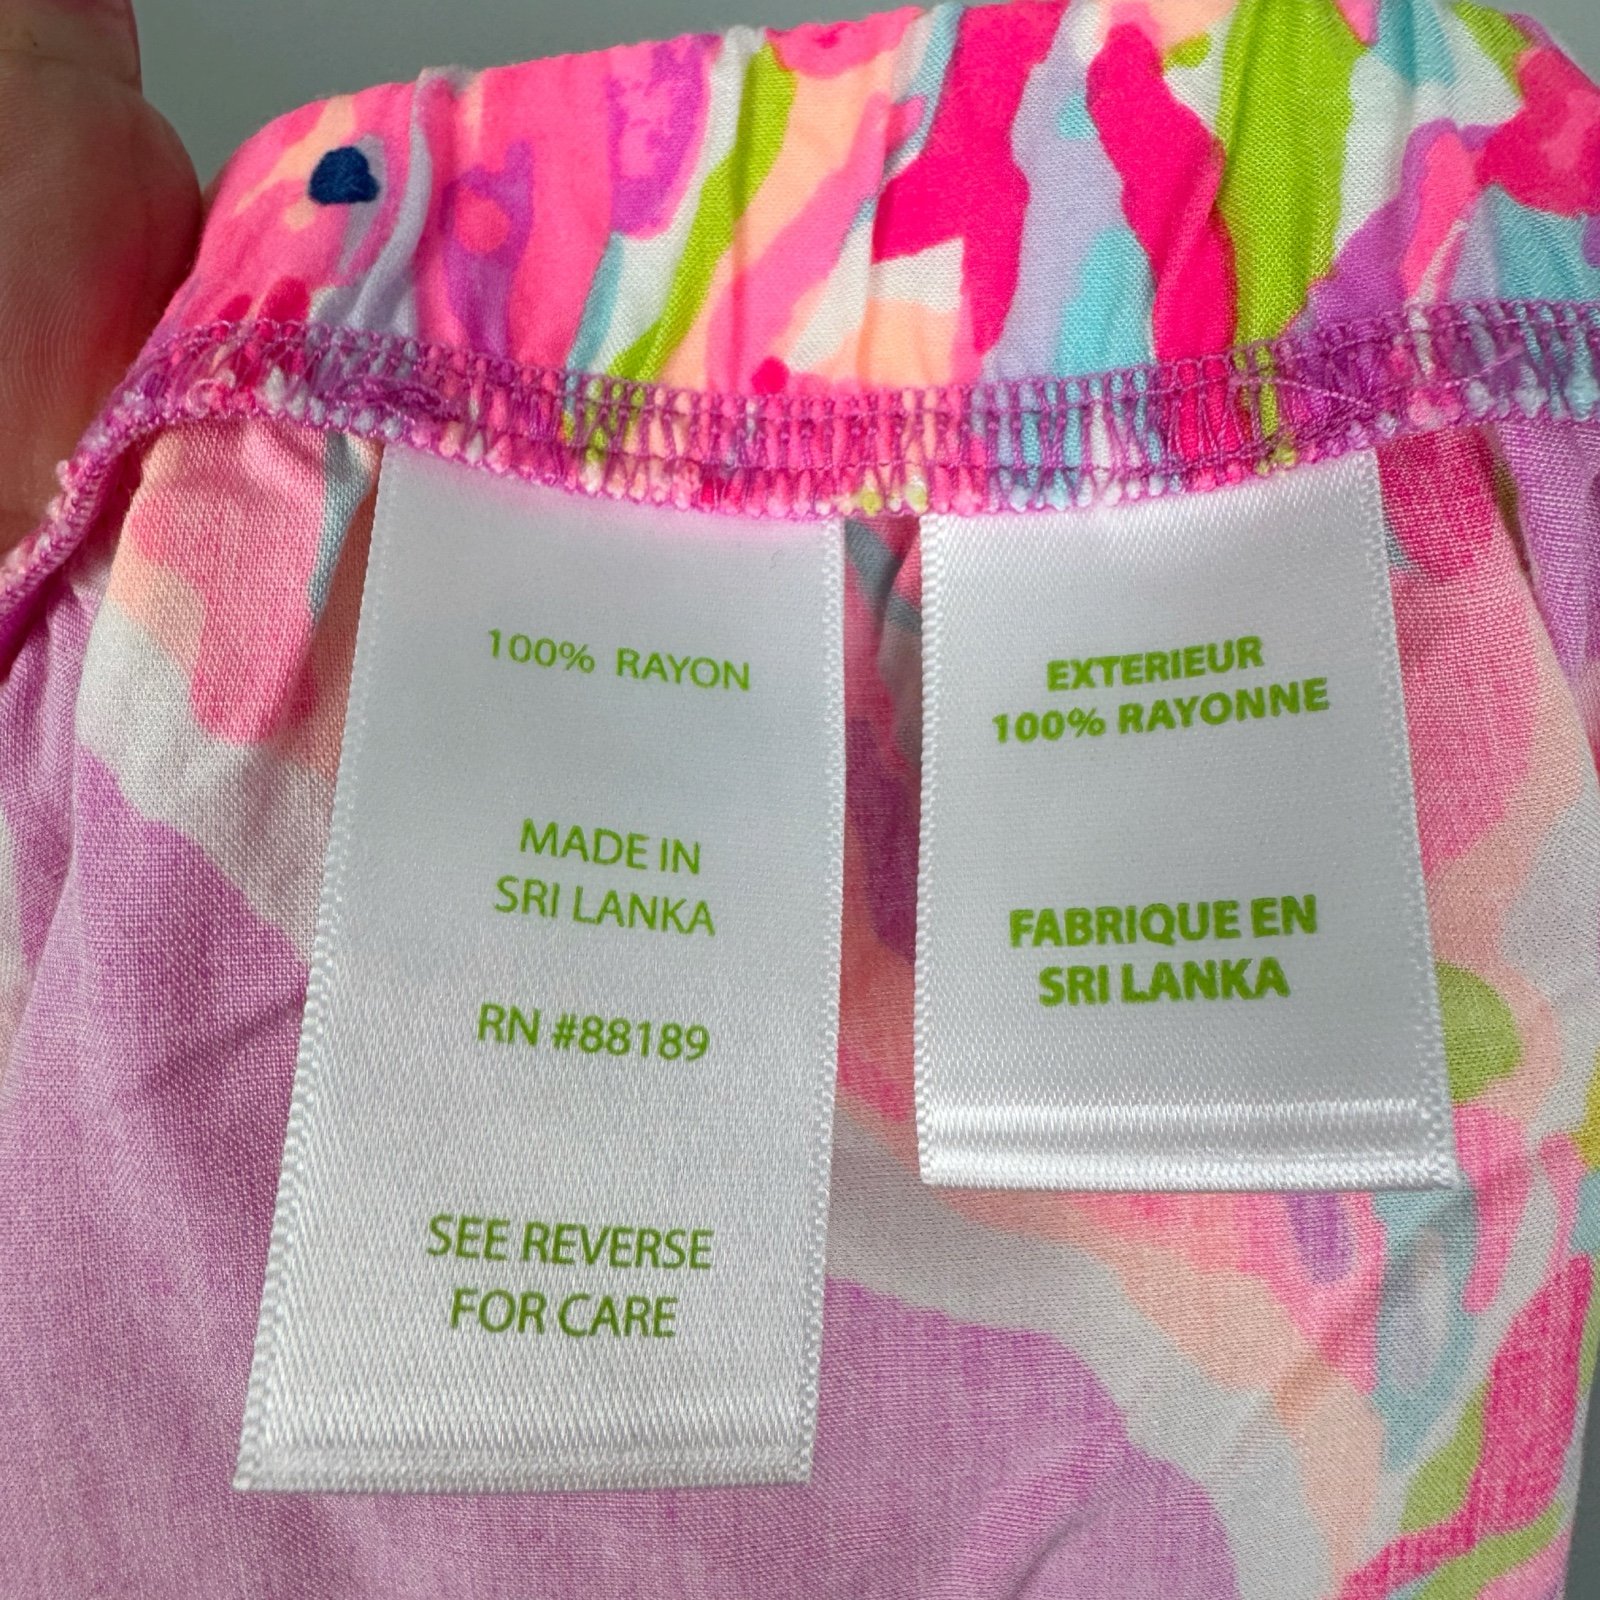 100% RAYON
MADE IN
SRI LANKA
RN #88189
SEE REVERSE
FOR CARE
EXTERIEUR
100% RAYONNE
FABRIQUE EN
SRI LANKA